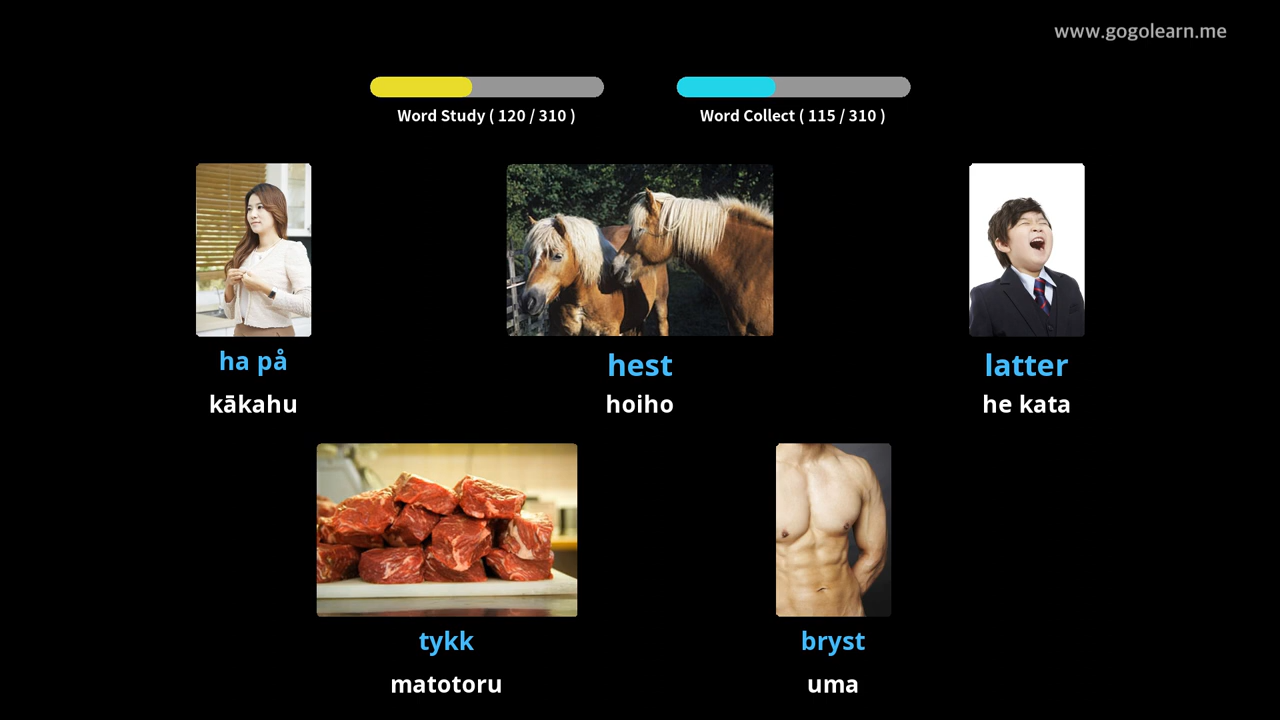 www.gogolearn.me
Word Study ( 120 / 310 )
Word Collect ( 115 / 310 )
ha på
hest
latter
kākahu
hoiho
he kata
tykk
bryst
matotoru
uma